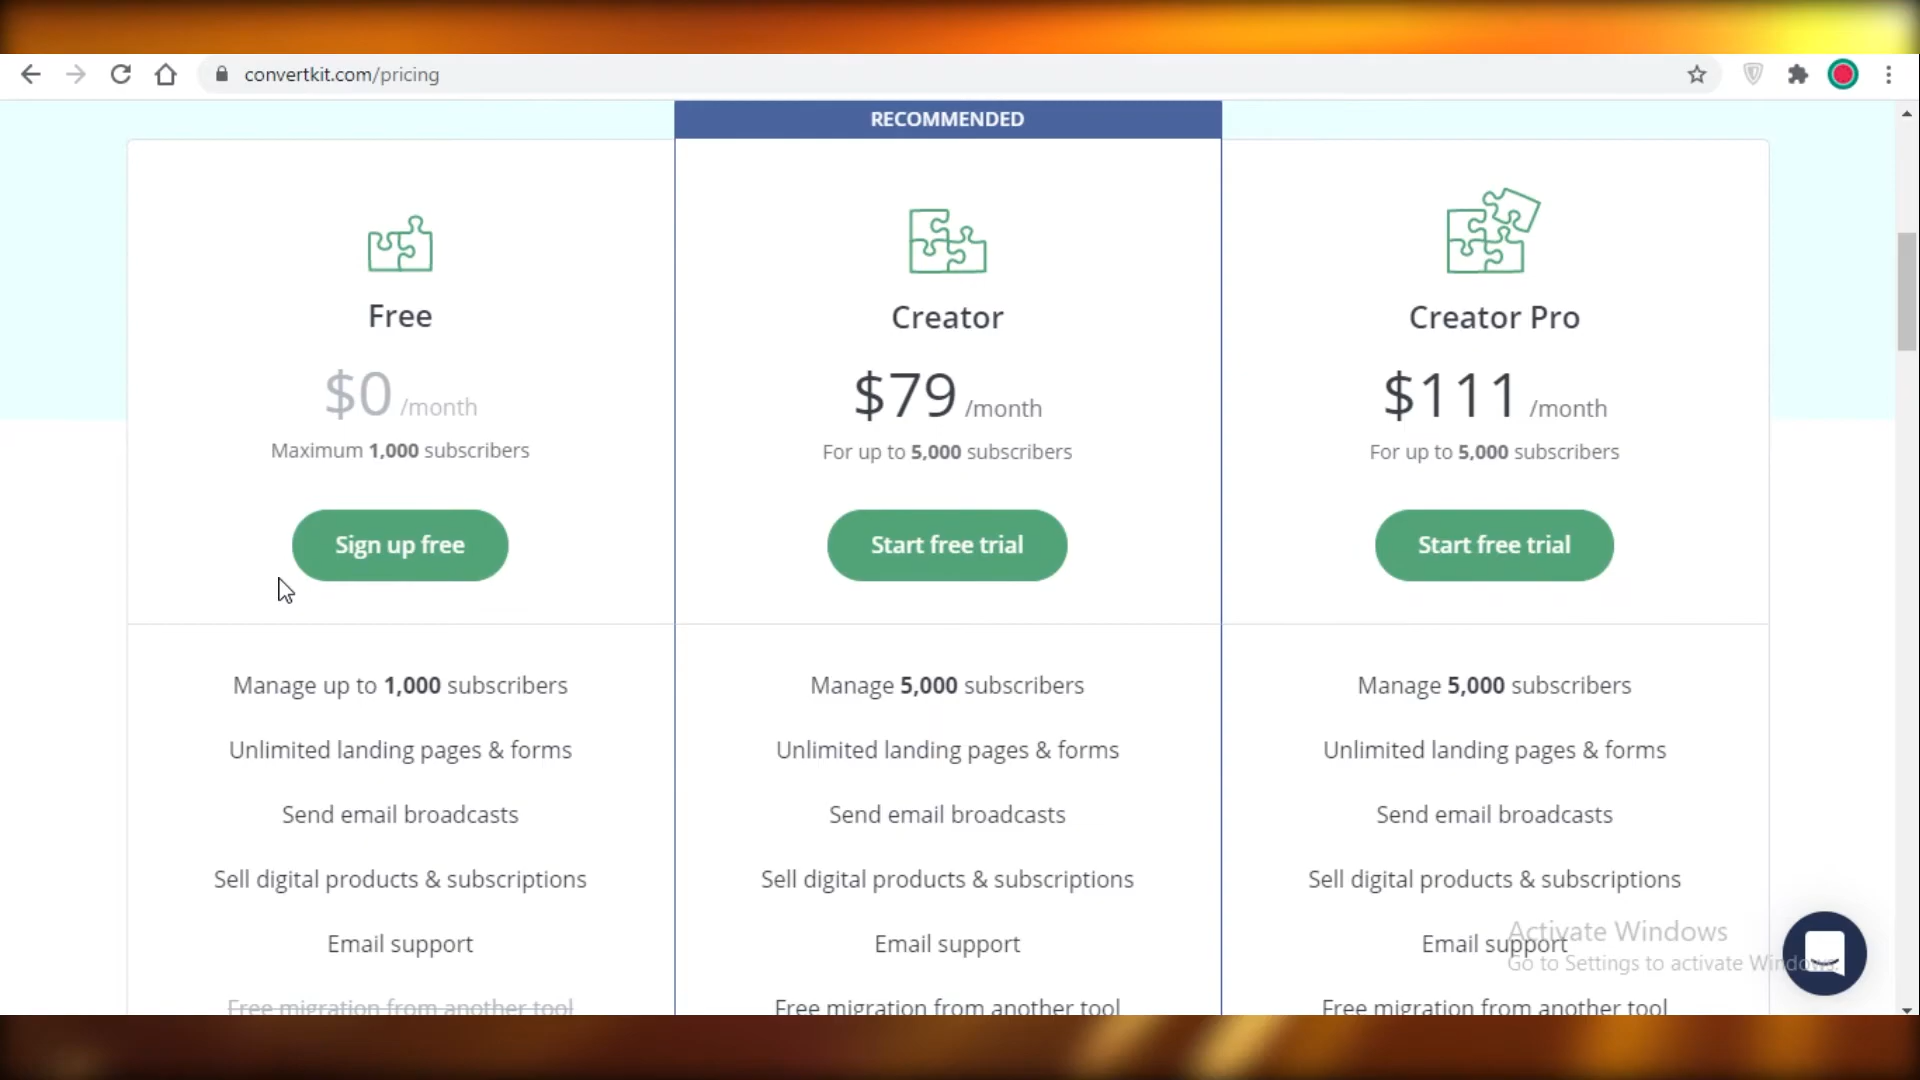 convertkit.com/pricing
RECOMMENDED
Free
$0 /month
Maximum 1,000 subscribers
Sign up free
Creator
$79 /month
For up to 5,000 subscribers
Start free trial
Creator Pro
$111 /month
For up to 5,000 subscribers
Start free trial
Manage up to 1,000 subscribers
Unlimited landing pages & forms
Send email broadcasts
Sell digital products & subscriptions
Email support
Free migration from another tool
Manage 5,000 subscribers
Unlimited landing pages & forms
Send email broadcasts
Sell digital products & subscriptions
Email support
Free migration from another tool
Manage 5,000 subscribers
Unlimited landing pages & forms
Send email broadcasts
Sell digital products & subscriptions
Email support
Free migration from another tool
Activate Windows
Go to Settings to activate Windows.